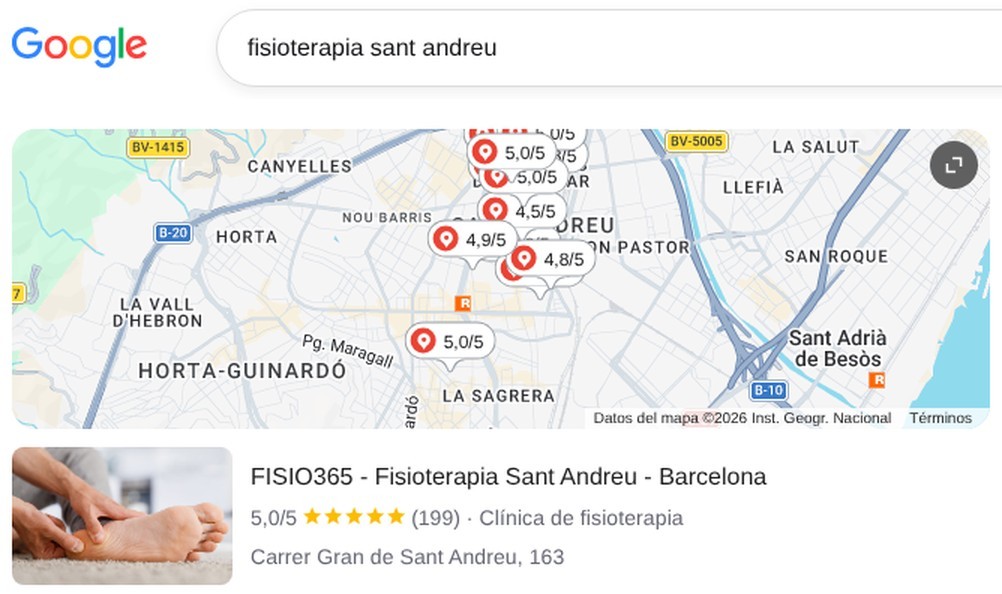 Google
fisioterapia sant andreu
BV-1415
BV-5005
LA SALUT
CANYELLES
5,0/5
5,0/5
LLEFIÀ
NOU BARRIS
4,5/5
B-20
HORTA
4,9/5
ON PASTOR
4,8/5
SAN ROQUE
7
LA VALL
D'HEBRON
R
Pg. Maragall
5,0/5
Sant Adrià
de Besòs
HORTA-GUINARDÓ
R
B-10
LA SAGRERA
Datos del mapa ©2026 Inst. Geogr. Nacional Términos
FISIO365 - Fisioterapia Sant Andreu - Barcelona
5,0/5 ★★★★★ (199) · Clínica de fisioterapia
Carrer Gran de Sant Andreu, 163